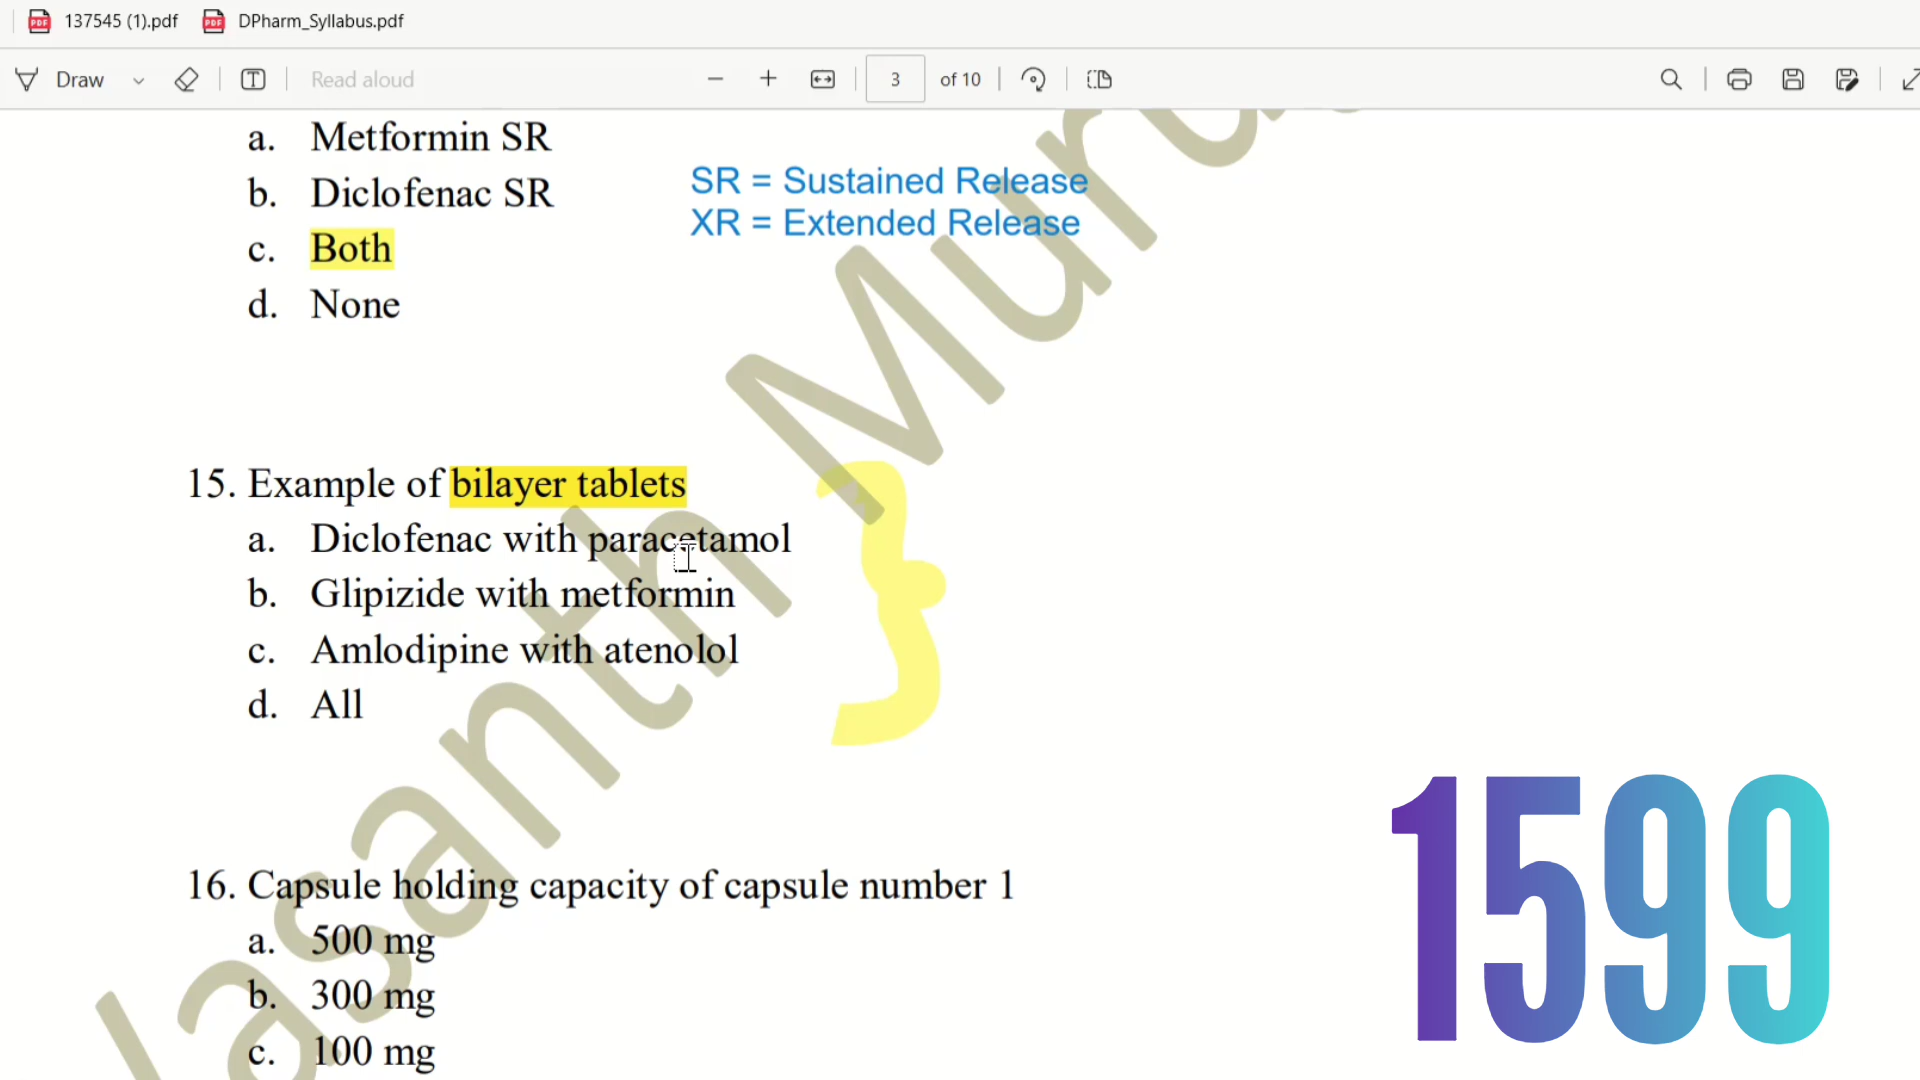 137545 (1).pdf DPharm_Syllabus.pdf
Draw Read aloud 3 of 10
a. Metformin SR
b. Diclofenac SR
c. Both
d. None
SR = Sustained Release
XR = Extended Release
15. Example of bilayer tablets
a. Diclofenac with paracetamol
b. Glipizide with metformin
c. Amlodipine with atenolol
d. All
16. Capsule holding capacity of capsule number 1
a. 500 mg
b. 300 mg
c. 100 mg
1599